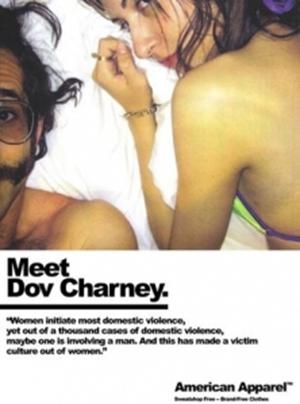 Meet
Dov Charney.
"Women initiate most domestic violence,
yet out of a thousand cases of domestic violence,
maybe one is involving a man. And this has made a victim
culture out of women."
American Apparel™
Sweatshop Free – Brand-Free Clothes